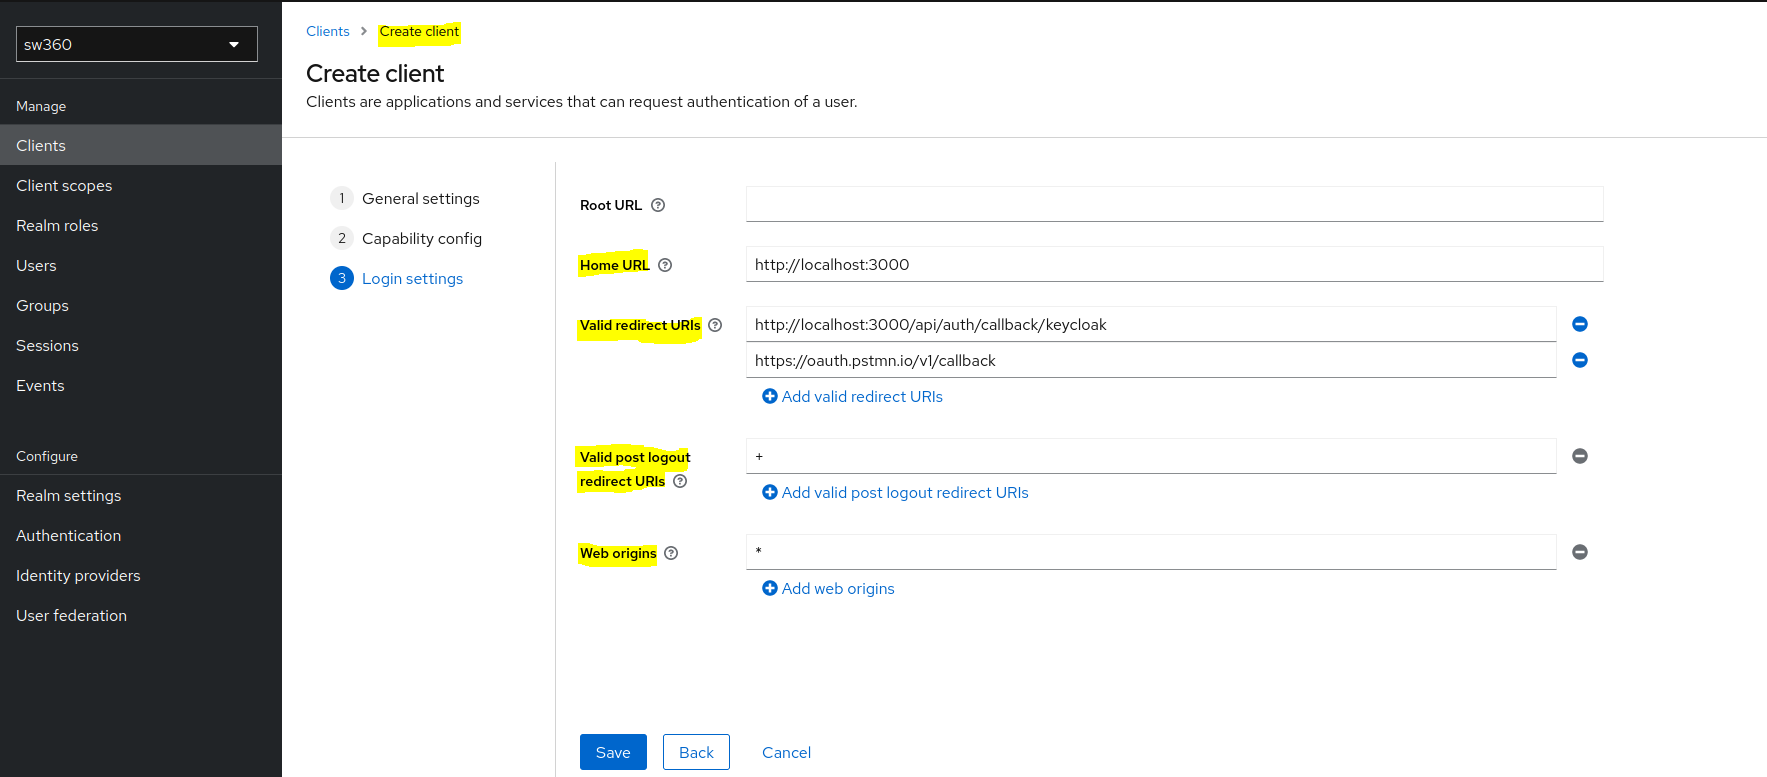 sw360
Manage
Clients
Client scopes
Realm roles
Users
Groups
Sessions
Events
Configure
Realm settings
Authentication
Identity providers
User federation
Clients > Create client
Create client
Clients are applications and services that can request authentication of a user.
1 General settings
2 Capability config
3 Login settings
Root URL
Home URL
http://localhost:3000
Valid redirect URIs
http://localhost:3000/api/auth/callback/keycloak
https://oauth.pstmn.io/v1/callback
Add valid redirect URIs
Valid post logout
redirect URIs
+
Add valid post logout redirect URIs
Web origins
*
Add web origins
Save
Back
Cancel